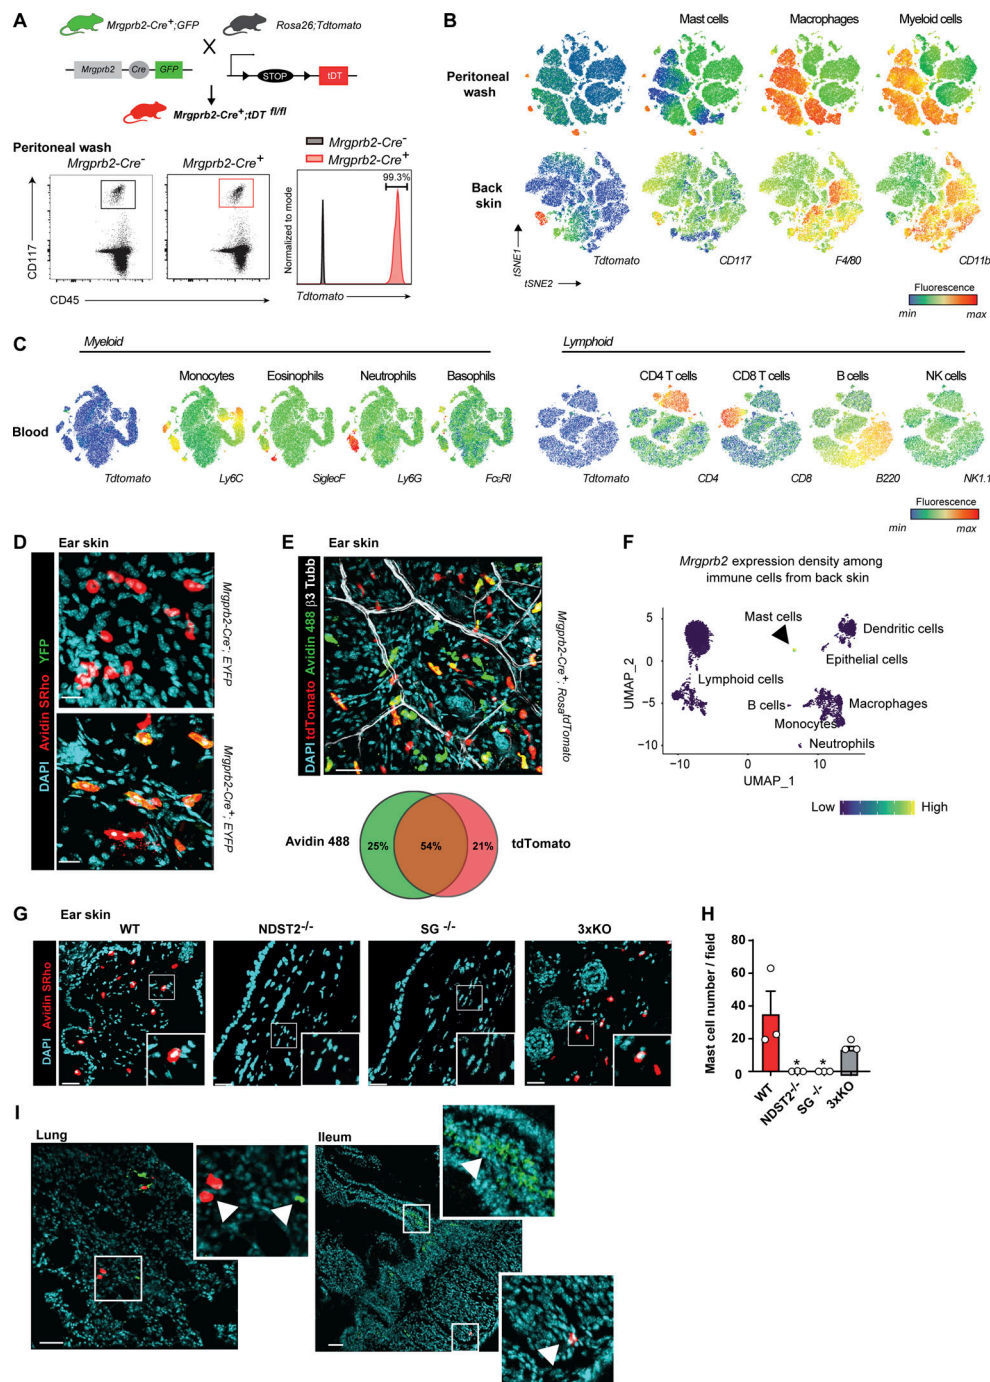 A
Mrgprb2-Cre+;GFP
Rosa26;Tdtomato
Mrgprb2
Cre
GFP
STOP
tDT
Mrgprb2-Cre+;tDT fl/fl
Peritoneal wash
Mrgprb2-Cre-
Mrgprb2-Cre+
CD117
CD45
Mrgprb2-Cre-
Mrgprb2-Cre+
99.3%
Normalized to mode
Tdtomato
B
Mast cells
Macrophages
Myeloid cells
Peritoneal
wash
Back
skin
tSNE1
tSNE2
Tdtomato
CD117
F4/80
CD11b
Fluorescence
min
max
C
Myeloid
Lymphoid
Monocytes
Eosinophils
Neutrophils
Basophils
CD4 T cells
CD8 T cells
B cells
NK cells
Blood
Tdtomato
Ly6C
SiglecF
Ly6G
FcεRI
Tdtomato
CD4
CD8
B220
NK1.1
Fluorescence
min
max
D
Ear skin
DAPI Avidin SRho YFP
Mrgprb2-Cre-; EYFP
Mrgprb2-Cre+; EYFP
E
Ear skin
DAPI tdTomato Avidin 488 β3 Tubb
Mrgprb2-Cre+; RosatdTomato
Avidin 488
25%
54%
21%
tdTomato
F
Mrgprb2 expression density among
immune cells from back skin
Mast cells
Dendritic cells
Epithelial cells
Lymphoid cells
B cells
Macrophages
Monocytes
Neutrophils
5
0
−5
−10
UMAP_2
−10
0
10
UMAP_1
Low
High
G
Ear skin
WT
NDST2-/-
SG -/-
3xKO
DAPI Avidin SRho
H
Mast cell number / field
80
60
40
20
0
*
*
WT
NDST2-/-
SG -/-
3xKO
I
Lung
Ileum